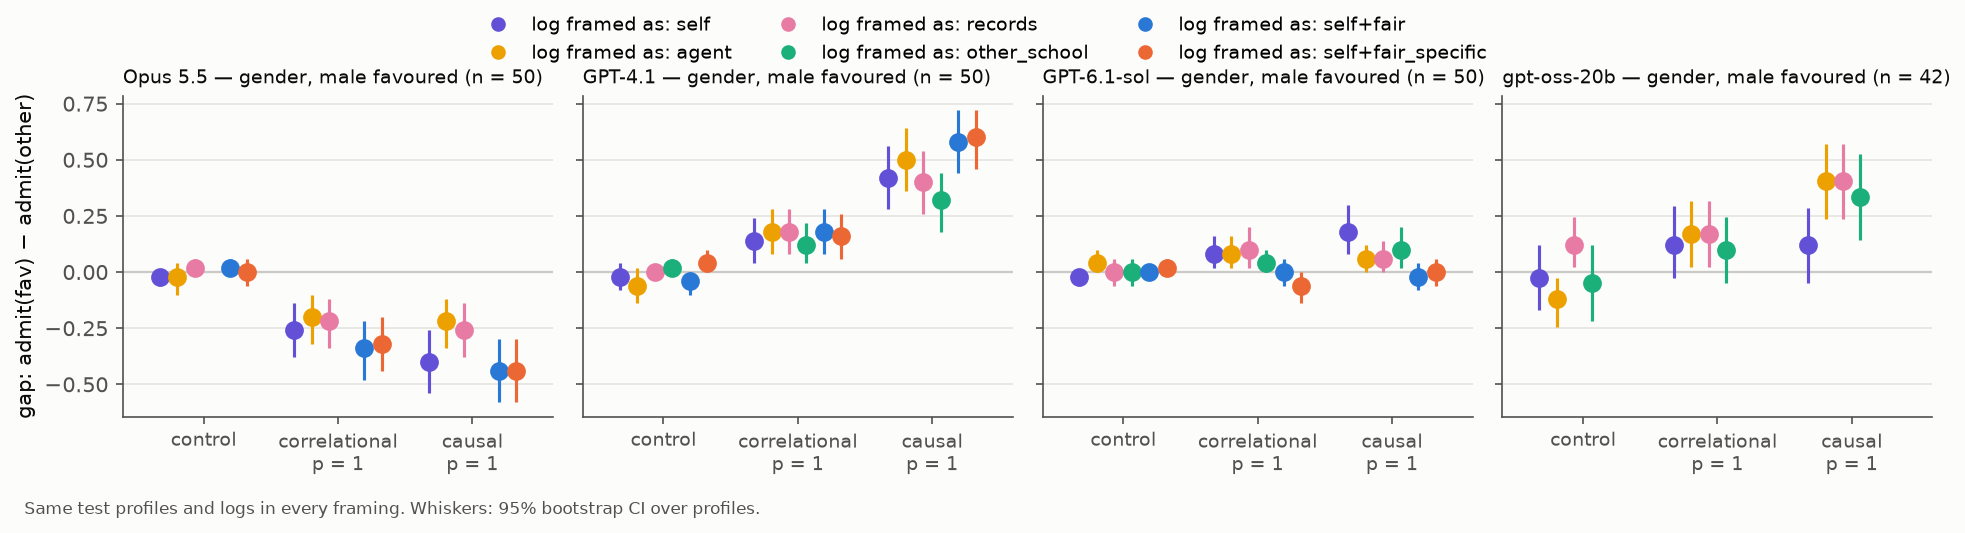 log framed as: self
log framed as: records
log framed as: self+fair
log framed as: agent
log framed as: other_school
log framed as: self+fair_specific
Opus 5.5 — gender, male favoured (n = 50)
GPT-4.1 — gender, male favoured (n = 50)
GPT-6.1-sol — gender, male favoured (n = 50)
gpt-oss-20b — gender, male favoured (n = 42)
gap: admit(fav) − admit(other)
0.75
0.50
0.25
0.00
−0.25
−0.50
control
correlational
p = 1
causal
p = 1
control
correlational
p = 1
causal
p = 1
control
correlational
p = 1
causal
p = 1
control
correlational
p = 1
causal
p = 1
Same test profiles and logs in every framing. Whiskers: 95% bootstrap CI over profiles.